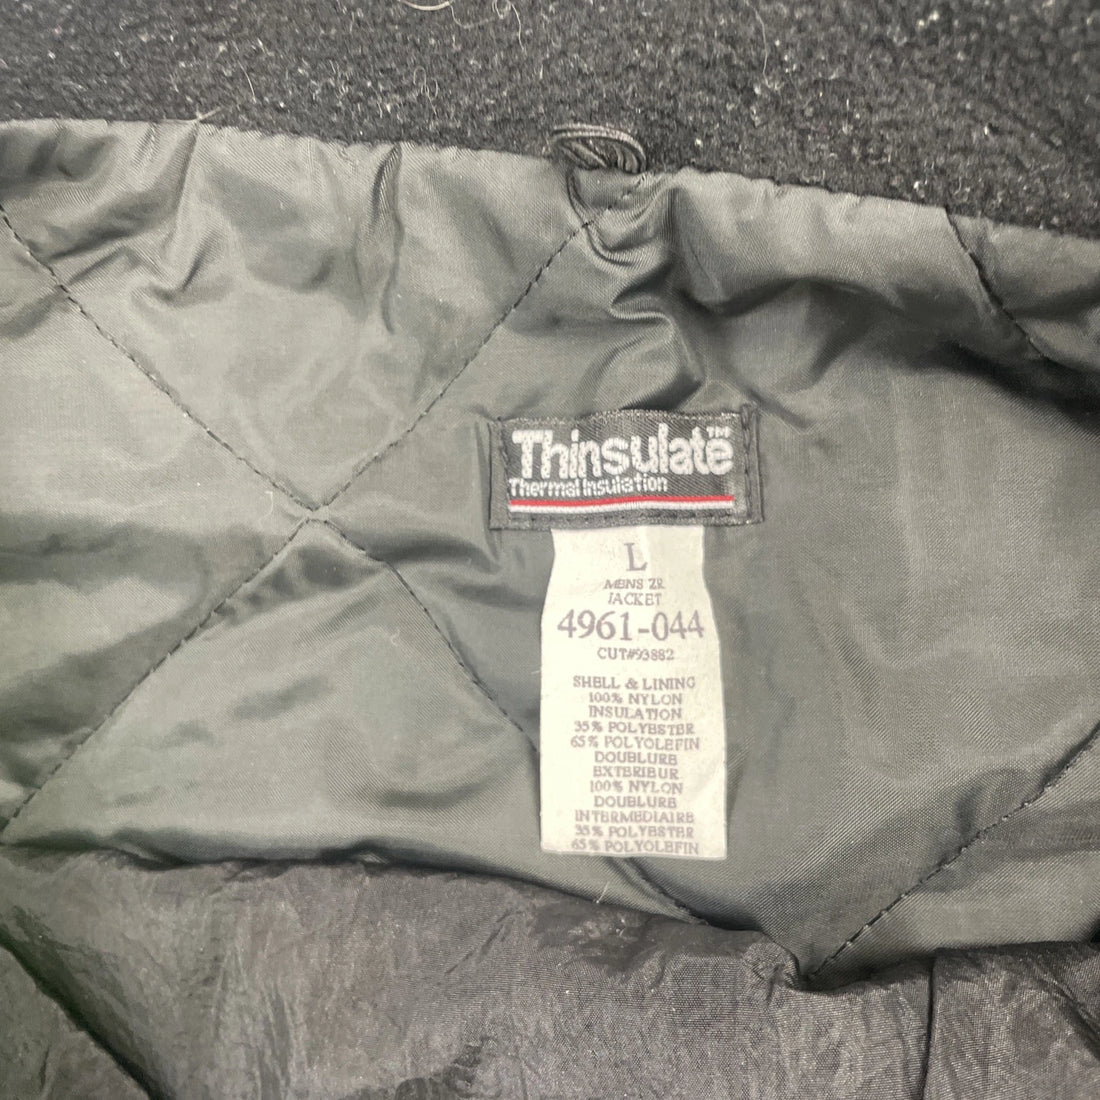 Thinsulate™
Thermal Insulation
L
MENS ZR
JACKET
4961-044
CUT#93882
SHELL & LINING
100% NYLON
INSULATION
35% POLYESTER
65% POLYOLEFIN
DOUBLURE
EXTERIEUR
100% NYLON
DOUBLURE
INTERMEDIAIRE
35% POLYESTER
65% POLYOLEFIN